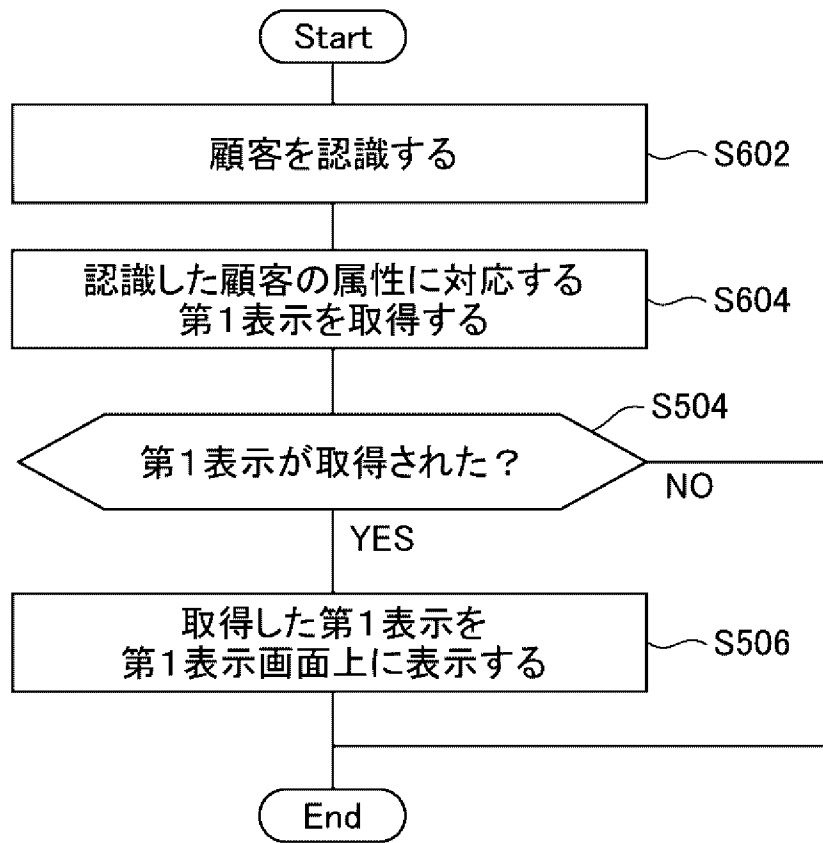 Start
顧客を認識する
S602
認識した顧客の属性に対応する
第1表示を取得する
S604
S504
第1表示が取得された？
NO
YES
取得した第1表示を
第1表示画面上に表示する
S506
End